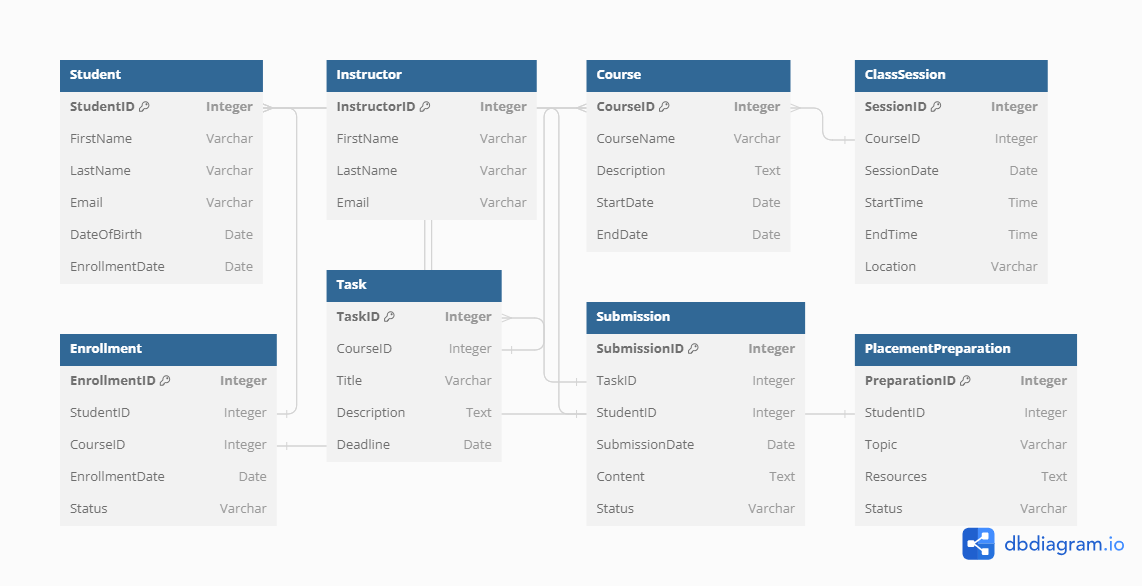 Student
StudentID Integer
FirstName Varchar
LastName Varchar
Email Varchar
DateOfBirth Date
EnrollmentDate Date
Instructor
InstructorID Integer
FirstName Varchar
LastName Varchar
Email Varchar
Course
CourseID Integer
CourseName Varchar
Description Text
StartDate Date
EndDate Date
ClassSession
SessionID Integer
CourseID Integer
SessionDate Date
StartTime Time
EndTime Time
Location Varchar
Enrollment
EnrollmentID Integer
StudentID Integer
CourseID Integer
EnrollmentDate Date
Status Varchar
Task
TaskID Integer
CourseID Integer
Title Varchar
Description Text
Deadline Date
Submission
SubmissionID Integer
TaskID Integer
StudentID Integer
SubmissionDate Date
Content Text
Status Varchar
PlacementPreparation
PreparationID Integer
StudentID Integer
Topic Varchar
Resources Text
Status Varchar
dbdiagram.io